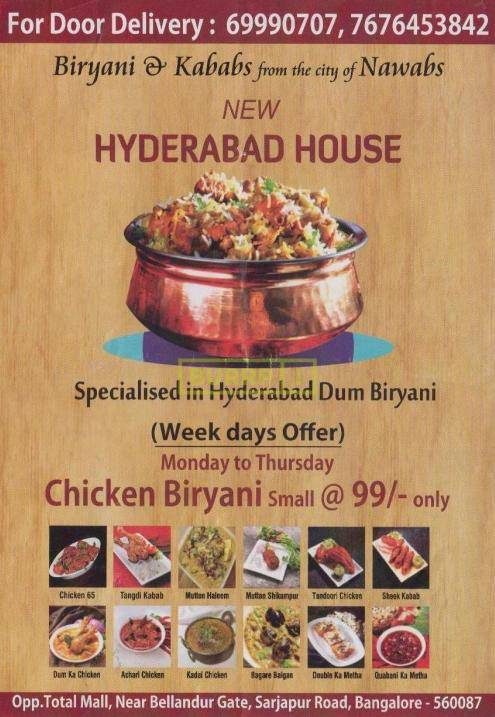 For Door Delivery : 69990707, 7676453842
Biryani & Kababs from the city of Nawabs
NEW
HYDERABAD HOUSE
Specialised in Hyderabad Dum Biryani
(Week days Offer)
Monday to Thursday
Chicken Biryani Small @ 99/- only
Chicken 65 Tangdi Kabab Mutton Haleem Mutton Shikampur Tandoori Chicken Sheek Kabab
Dum Ka Chicken Achari Chicken Kadai Chicken Bagare Baigan Double Ka Metha Quabani Ka Metha
Opp.Total Mall, Near Bellandur Gate, Sarjapur Road, Bangalore - 560087